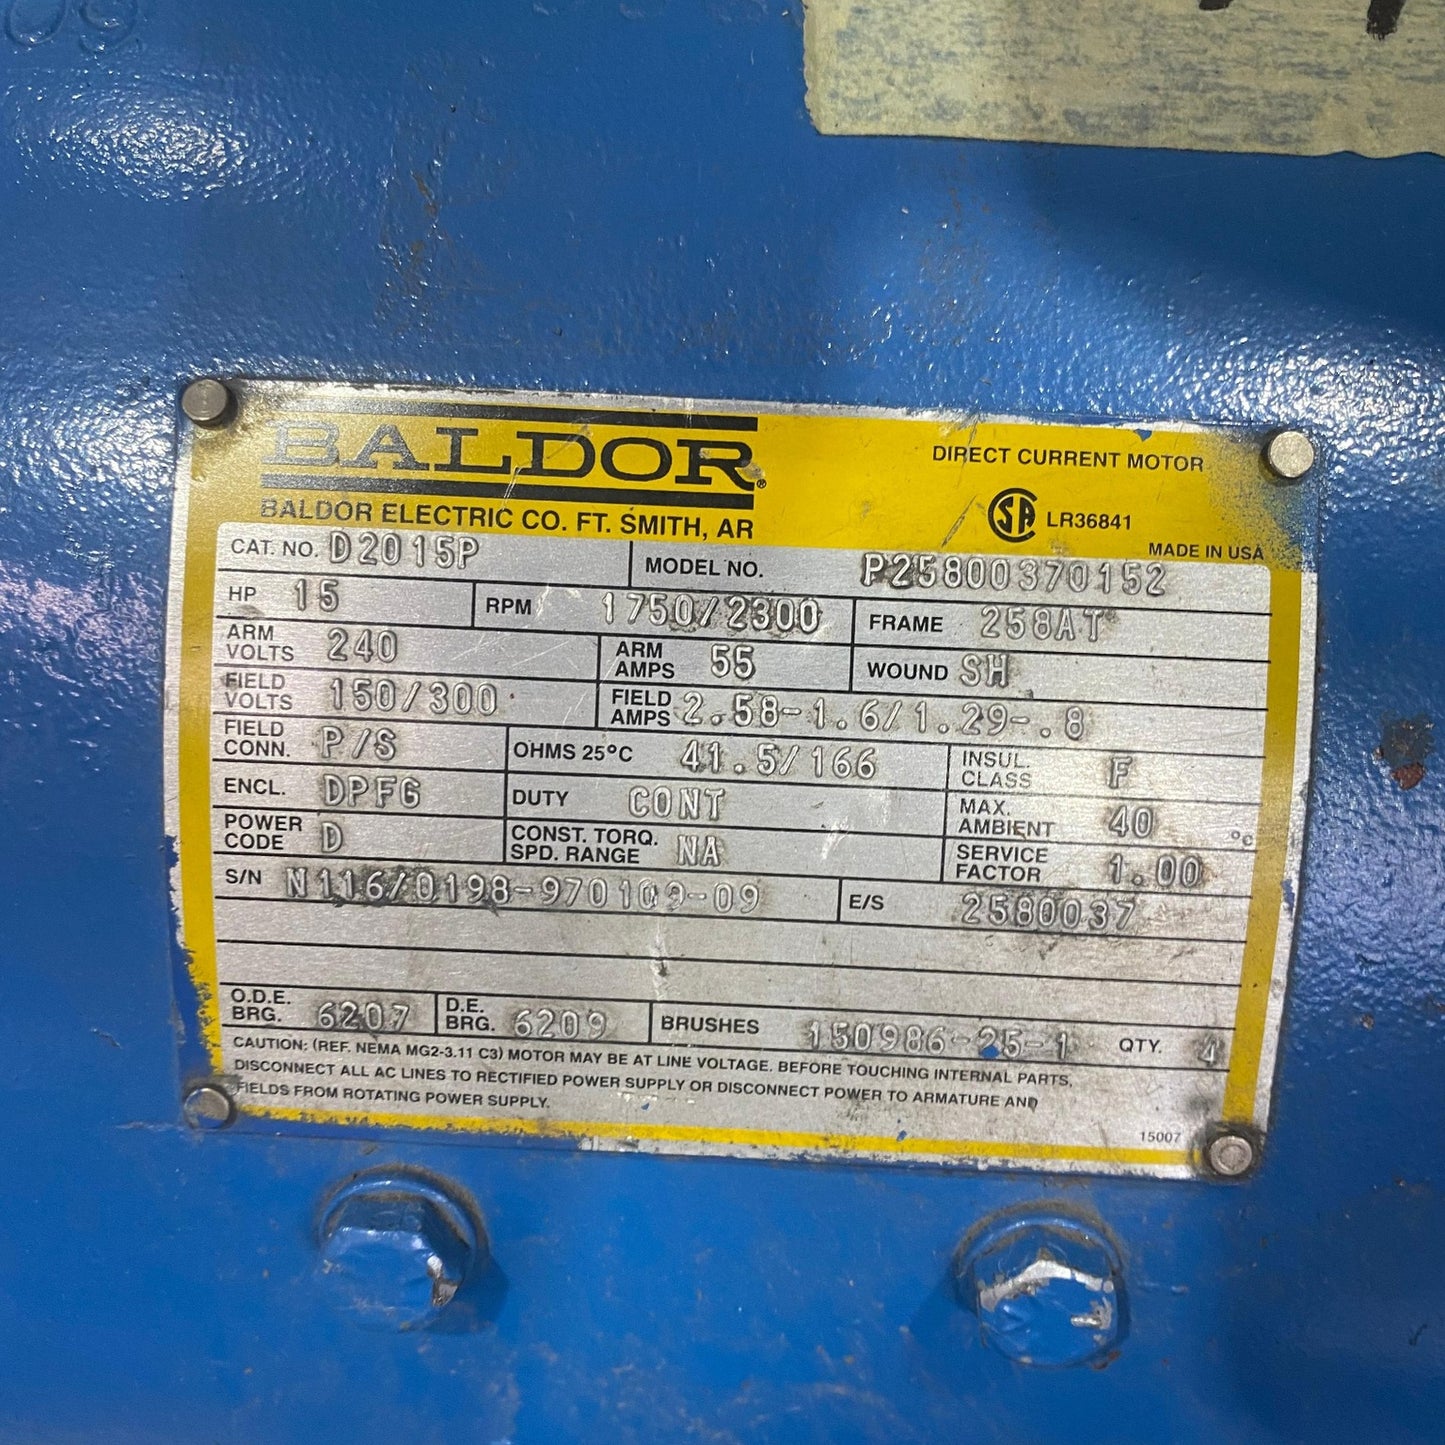 09
BALDOR®
DIRECT CURRENT MOTOR
BALDOR ELECTRIC CO. FT. SMITH, AR
SA LR36841
MADE IN USA
CAT. NO. D2015P MODEL NO. P25800370152
HP 15 RPM 1750/2300 FRAME 258AT
ARM VOLTS 240 ARM AMPS 55 WOUND SH
FIELD VOLTS 150/300 FIELD AMPS 2.58-1.6/1.29-.8
FIELD CONN. P/S OHMS 25°C 41.5/166 INSUL. CLASS F
ENCL. DPFG DUTY CONT MAX. AMBIENT 40 °C
POWER CODE D CONST. TORQ. SPD. RANGE NA SERVICE FACTOR 1.00
S/N N116/0198-970109-09 E/S 2580037
O.D.E. BRG. 6207 D.E. BRG. 6209 BRUSHES 150986-25-1 QTY. 4
CAUTION: (REF. NEMA MG2-3.11 C3) MOTOR MAY BE AT LINE VOLTAGE. BEFORE TOUCHING INTERNAL PARTS,
DISCONNECT ALL AC LINES TO RECTIFIED POWER SUPPLY OR DISCONNECT POWER TO ARMATURE AND
FIELDS FROM ROTATING POWER SUPPLY.
15007